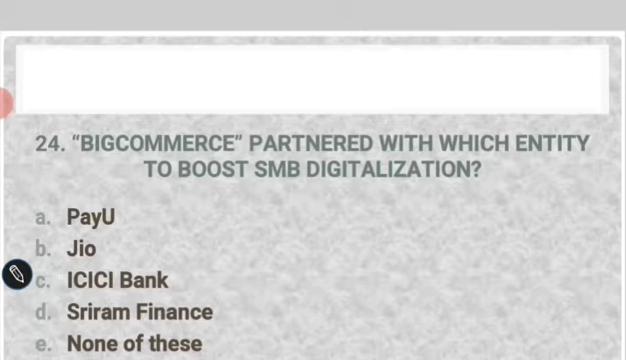 24. “BIGCOMMERCE” PARTNERED WITH WHICH ENTITY
TO BOOST SMB DIGITALIZATION?
a. PayU
b. Jio
c. ICICI Bank
d. Sriram Finance
e. None of these